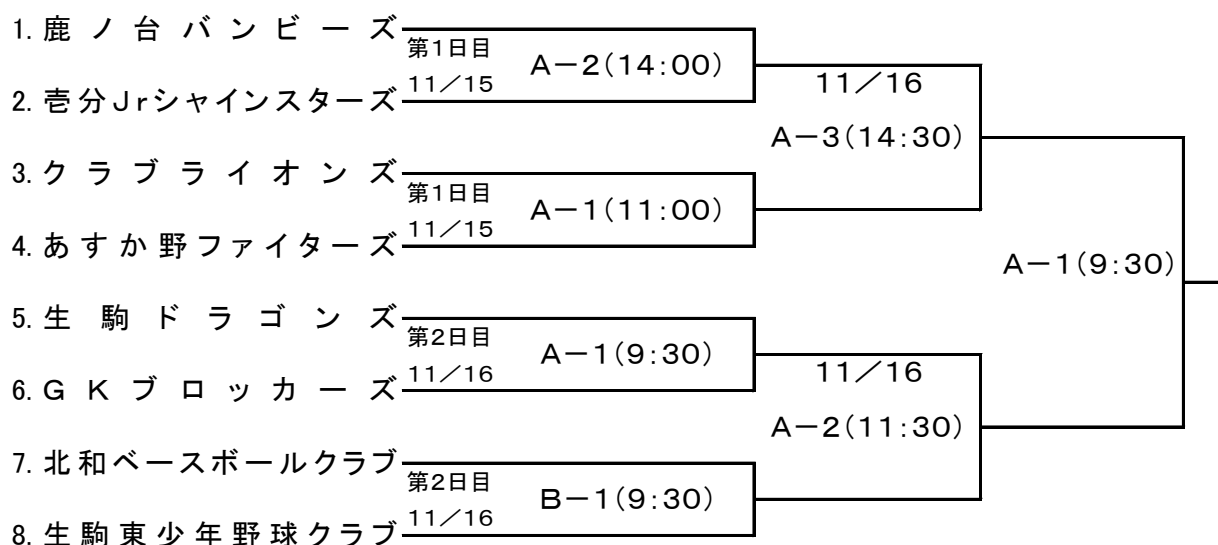 1. 鹿ノ台バンビーズ
第1日目
A－2(14:00)
11／15
2. 壱分Jrシャインスターズ
11／16
A－3(14:30)
3. クラブライオンズ
第1日目
A－1(11:00)
11／15
4. あすか野ファイターズ
A－1(9:30)
5. 生駒ドラゴンズ
第2日目
A－1(9:30)
11／16
6. GKブロッカーズ
11／16
A－2(11:30)
7. 北和ベースボールクラブ
第2日目
B－1(9:30)
11／16
8. 生駒東少年野球クラブ